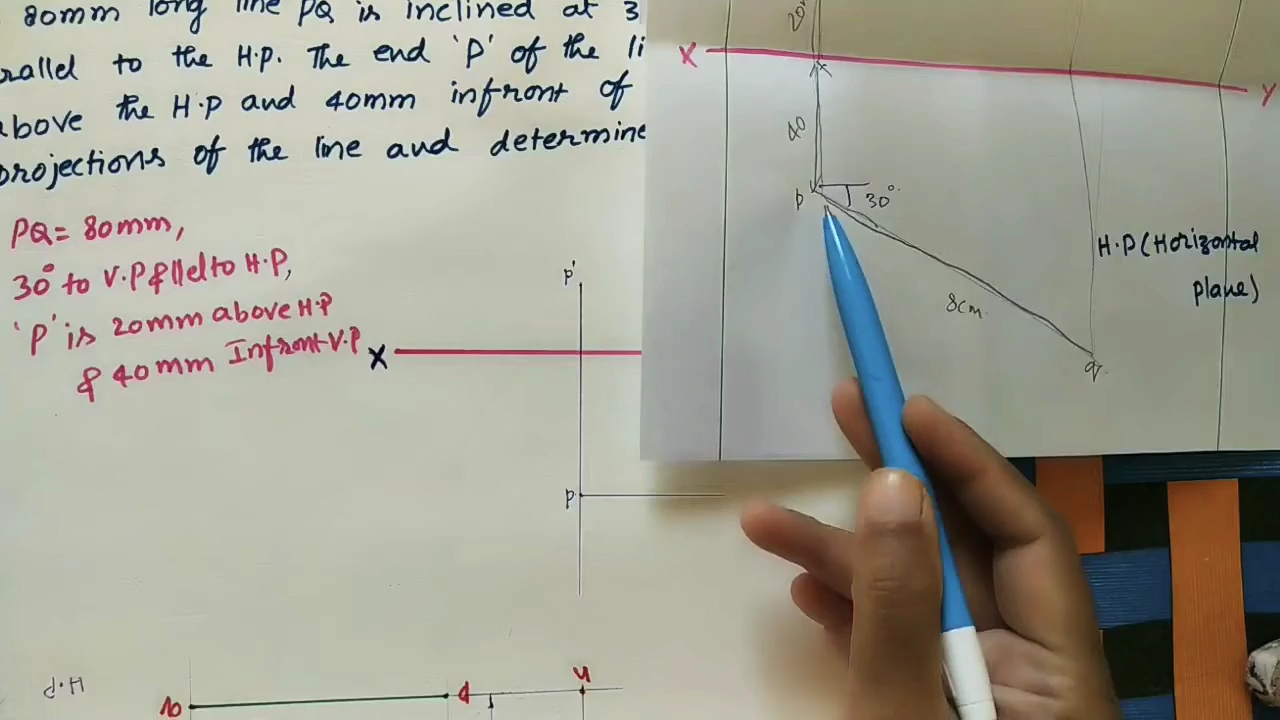 80mm long line PQ is inclined at 3
rallel to the H.P. The end 'P' of the li
above the H.P and 40mm infront of
projections of the line and determine
PQ = 80mm,
30° to V.P & llel to H.P,
'P' is 20mm above H.P
& 40mm Infront V.P
X
p'
p
X
Y
20
40
p
30°
8cm.
q
H.P (Horizontal
plane)
H.P